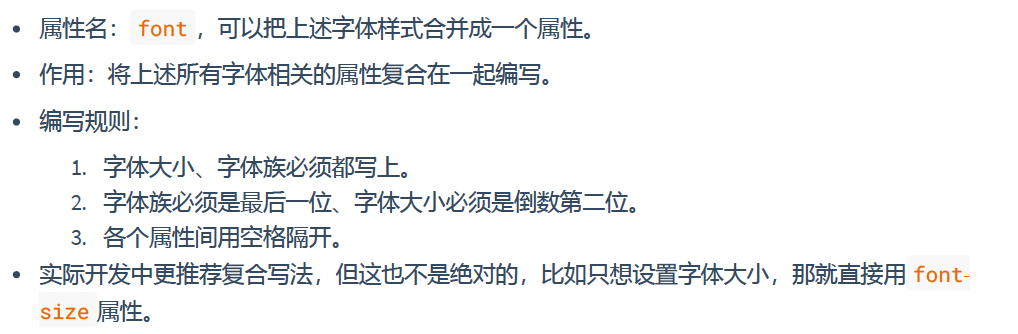 • 属性名：font，可以把上述字体样式合并成一个属性。
• 作用：将上述所有字体相关的属性复合在一起编写。
• 编写规则：
1. 字体大小、字体族必须都写上。
2. 字体族必须是最后一位、字体大小必须是倒数第二位。
3. 各个属性间用空格隔开。
• 实际开发中更推荐复合写法，但这也不是绝对的，比如只想设置字体大小，那就直接用 font-
size 属性。